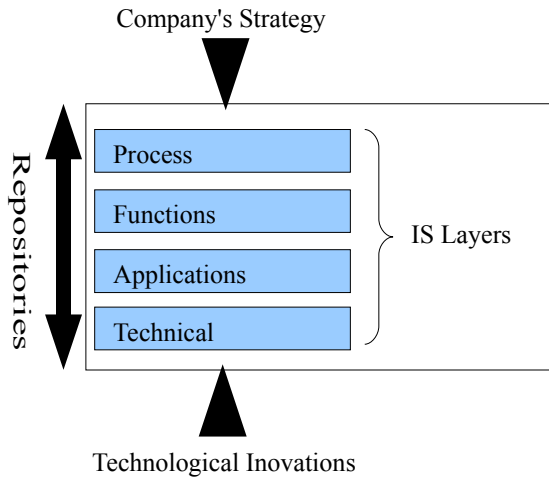 Company's Strategy
Repositories
Process
Functions
IS Layers
Applications
Technical
Technological Inovations